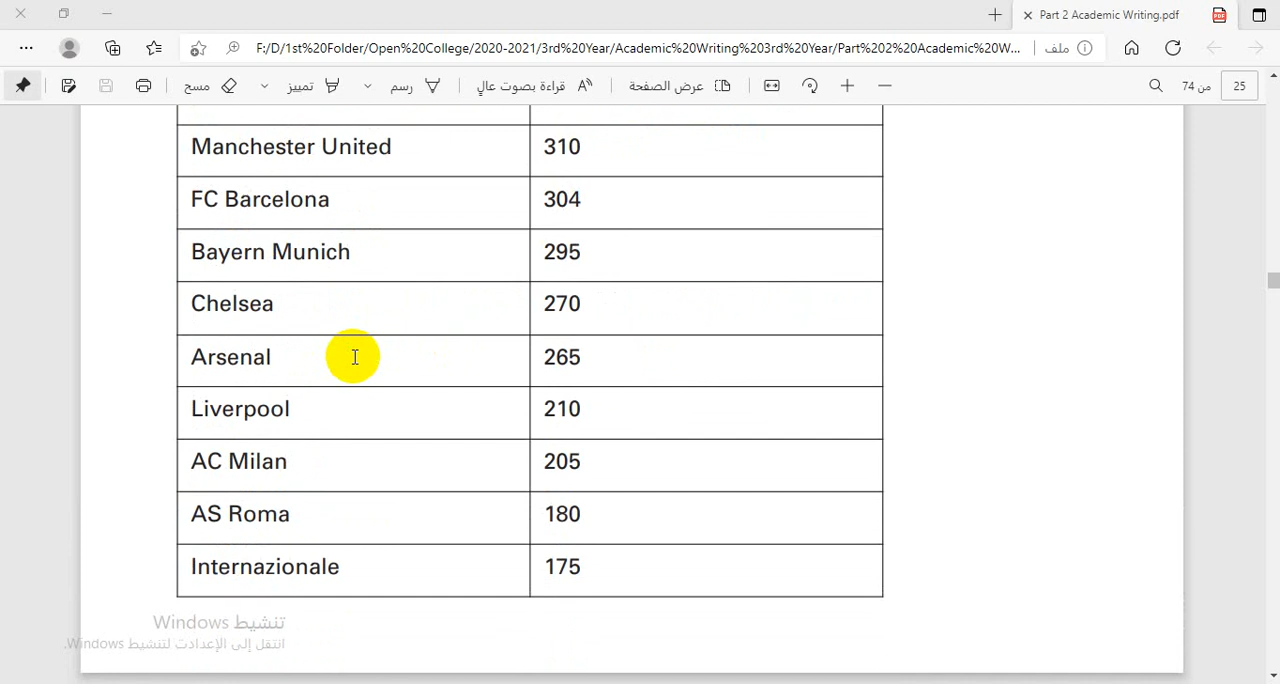 Part 2 Academic Writing.pdf
ملف F:/D/1st%20Folder/Open%20College/2020-2021/3rd%20Year/Academic%20Writing%203rd%20Year/Part%202%20Academic%20W...
25 من 74 عرض الصفحة قراءة بصوت عالٍ رسم تمييز مسح
Manchester United 310
FC Barcelona 304
Bayern Munich 295
Chelsea 270
Arsenal 265
Liverpool 210
AC Milan 205
AS Roma 180
Internazionale 175
تنشيط Windows
انتقل إلى الإعدادت لتنشيط Windows.